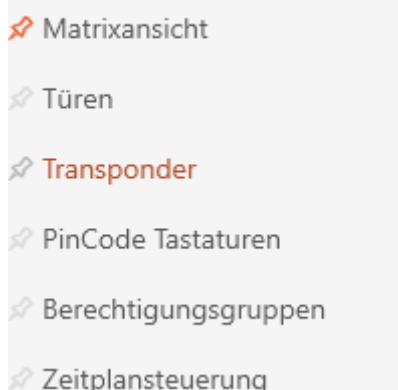 Matrixansicht
Türen
Transponder
PinCode Tastaturen
Berechtigungsgruppen
Zeitplansteuerung